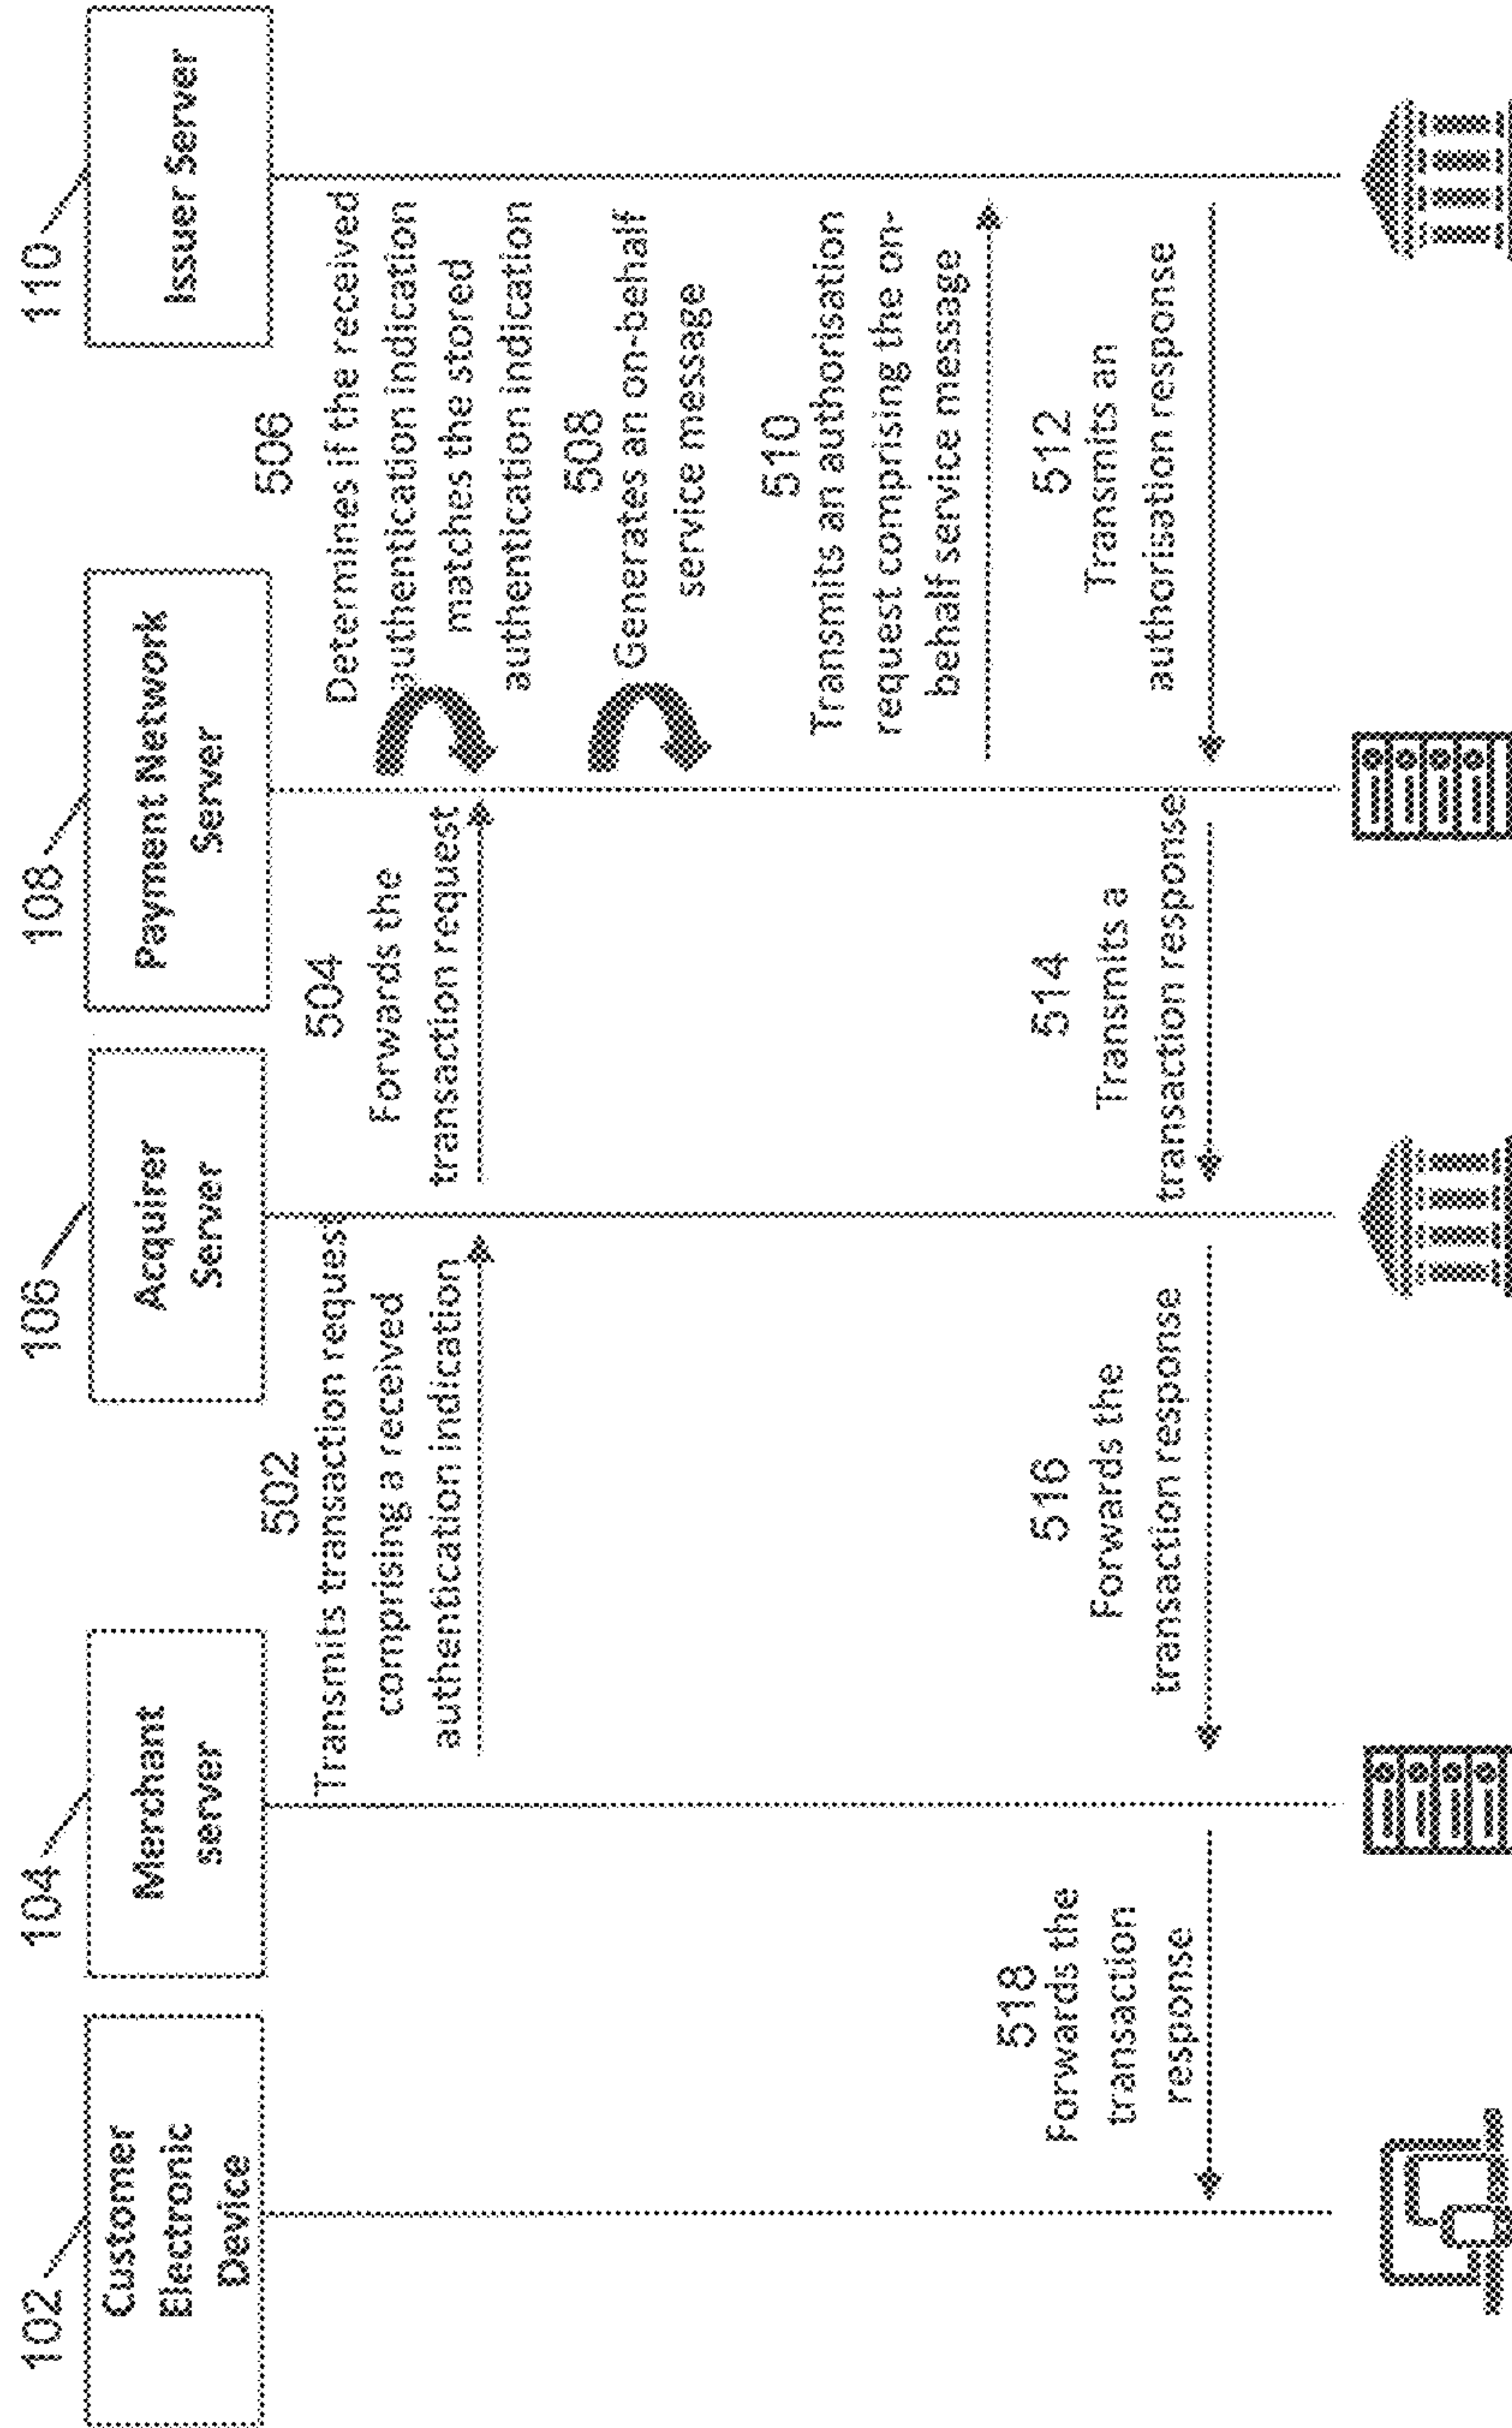 102
Customer
Electronic
Device
104
Merchant
server
106
Acquirer
Server
108
Payment Network
Server
110
Issuer Server
502
Transmits transaction request
comprising a received
authentication indication
504
Forwards the
transaction request
506
Determines if the received
authentication indication
matches the stored
authentication indication
508
Generates an on-behalf
service message
510
Transmits an authorisation
request comprising the on-
behalf service message
512
Transmits an
authorisation response
514
Transmits a
transaction response
516
Forwards the
transaction response
518
Forwards the
transaction
response